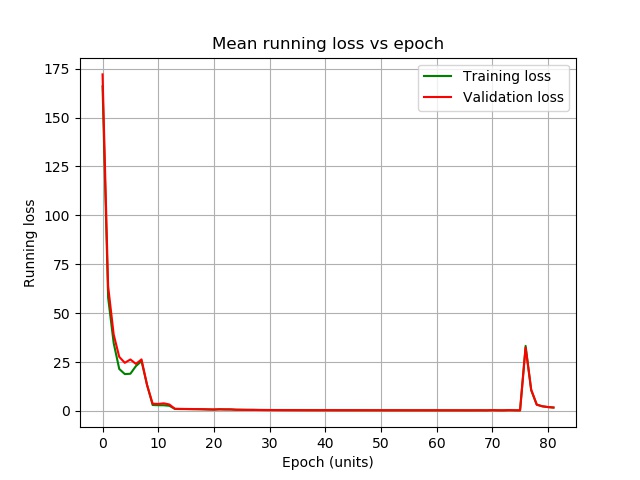 Mean running loss vs epoch
Training loss
Validation loss
175
150
125
100
75
50
25
0
Running loss
0 10 20 30 40 50 60 70 80
Epoch (units)